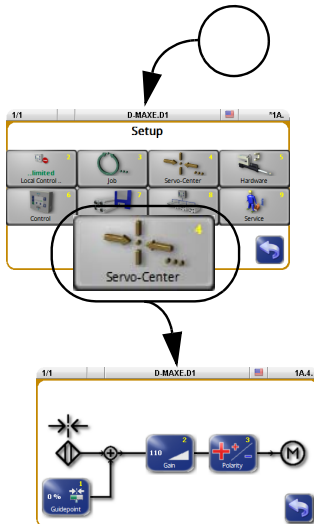 1/1 D-MAXE.D1 *1A.
Setup
2 3 4 5
..limited
Local Control .. Job Servo-Center Hardware
6 7 8 9
Control Service
4
Servo-Center
1/1 D-MAXE.D1 1A.4.
110 2 3
Gain Polarity
M
0 % 1
Guidepoint